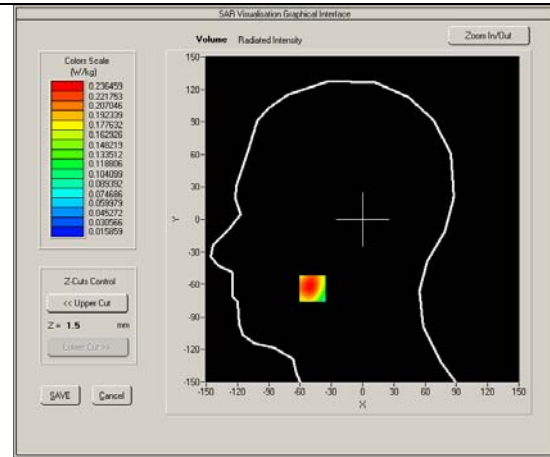 SAR Visualisation Graphical Interface
Volume Radiated Intensity
Zoom In/Out
Colors Scale
(W/kg)
0.236459
0.221753
0.207046
0.192339
0.177632
0.162926
0.148219
0.133512
0.118806
0.104099
0.089392
0.074686
0.059979
0.045272
0.030566
0.015859
Z-Cuts Control
<< Upper Cut
Z = 1.5 mm
Lower Cut >>
SAVE Cancel
150
120
90
60
30
Y 0
-30
-60
-90
-120
-150
-150 -120 -90 -60 -30 0 30 60 90 120 150
X